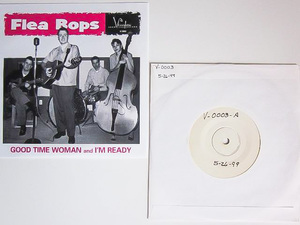 Flea Bops
GOOD TIME WOMAN and I'M READY
V-0003
5-26-99
V-0003-A
5-26-99